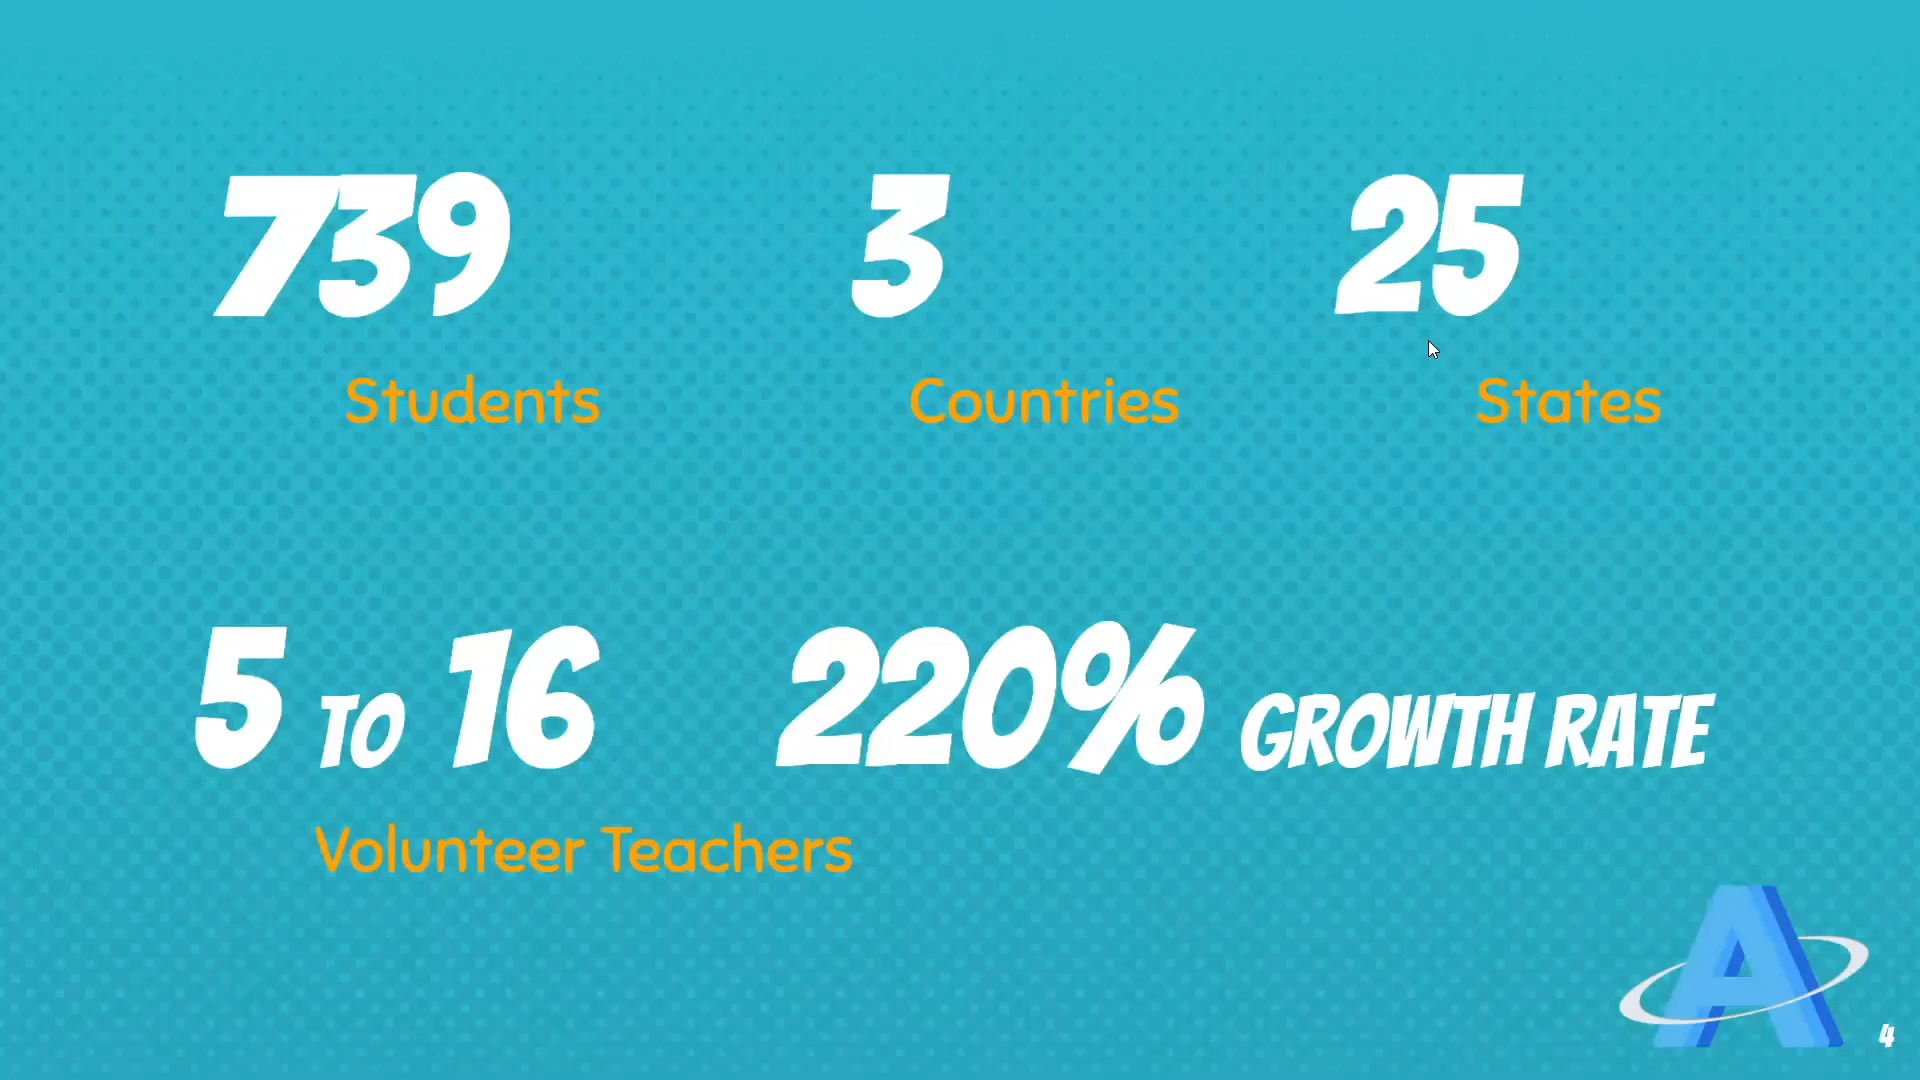 739 3 25
Students Countries States
5 TO 16 220% GROWTH RATE
Volunteer Teachers
A
4